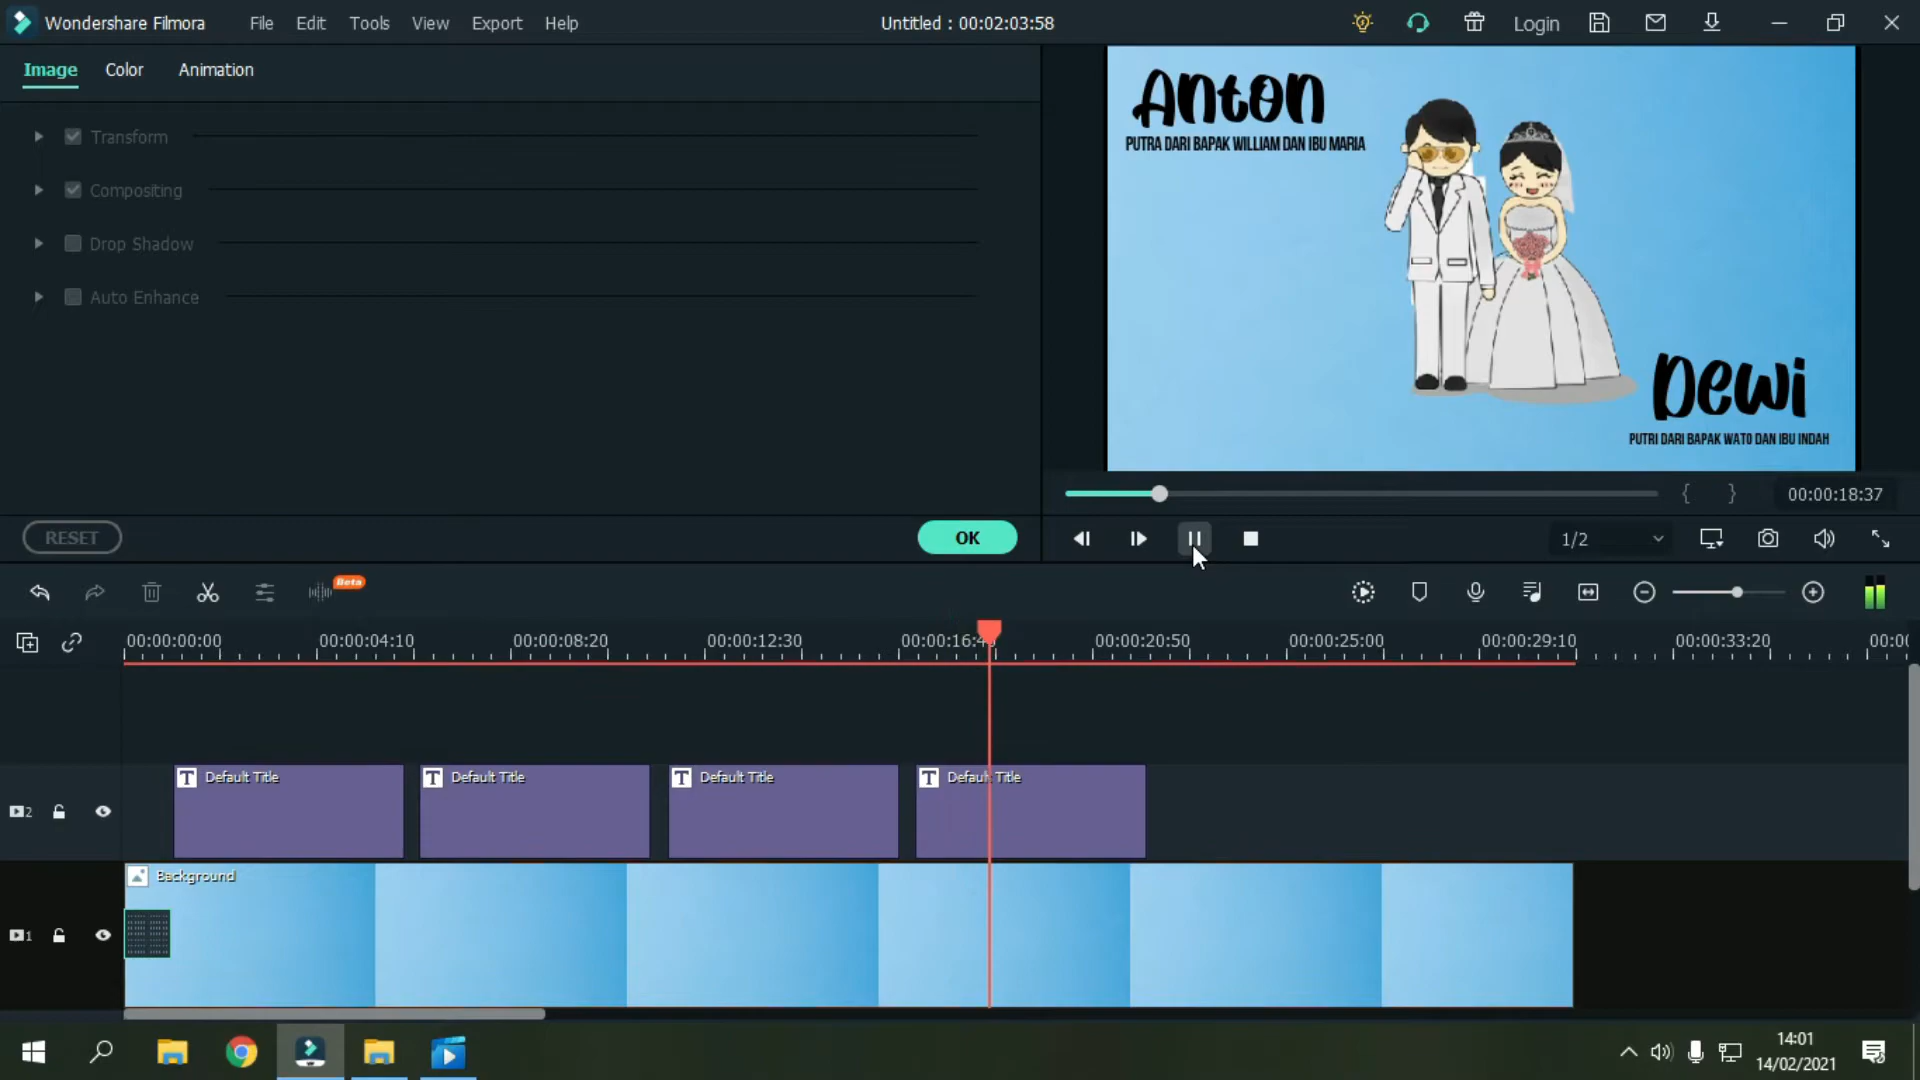 Wondershare Filmora File Edit Tools View Export Help Untitled : 00:02:03:58 Login
Image Color Animation
Transform
Compositing
Drop Shadow
Auto Enhance
Anton
PUTRA DARI BAPAK WILLIAM DAN IBU MARIA
Dewi
PUTRI DARI BAPAK WATO DAN IBU INDAH
{ } 00:00:18:37
RESET OK 1/2
Beta
00:00:00:00 00:00:04:10 00:00:08:20 00:00:12:30 00:00:16:4 00:00:20:50 00:00:25:00 00:00:29:10 00:00:33:20 00:00
T Default Title T Default Title T Default Title T Default Title
2
Background
1
14:01
14/02/2021